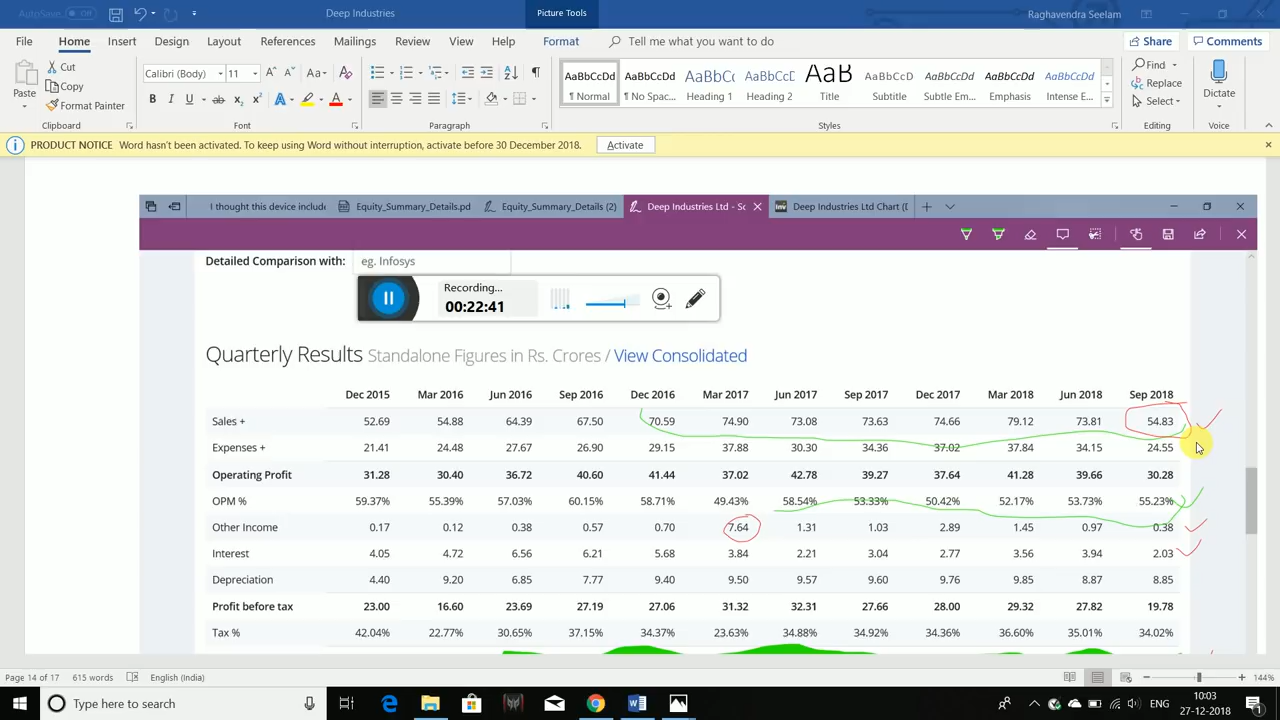 AutoSave Off
Deep Industries
Picture Tools
Raghavendra Seelam
File Home Insert Design Layout References Mailings Review View Help Format Tell me what you want to do Share Comments
Paste
Cut
Copy
Format Painter
Clipboard
Calibri (Body) 11
Font
Paragraph
AaBbCcDd AaBbCcDd AaBbC( AaBbCcD AaB AaBbCcD AaBbCcDd AaBbCcDd AaBbCcDd
¶ Normal ¶ No Spac... Heading 1 Heading 2 Title Subtitle Subtle Em... Emphasis Intense E...
Styles
Find
Replace
Select
Editing
Dictate
Voice
PRODUCT NOTICE Word hasn't been activated. To keep using Word without interruption, activate before 30 December 2018. Activate
I thought this device include Equity_Summary_Details.pd Equity_Summary_Details (2) Deep Industries Ltd - Sc Deep Industries Ltd Chart (D
Detailed Comparison with: eg. Infosys
Recording...
00:22:41
Quarterly Results Standalone Figures in Rs. Crores / View Consolidated
Dec 2015 Mar 2016 Jun 2016 Sep 2016 Dec 2016 Mar 2017 Jun 2017 Sep 2017 Dec 2017 Mar 2018 Jun 2018 Sep 2018
Sales + 52.69 54.88 64.39 67.50 70.59 74.90 73.08 73.63 74.66 79.12 73.81 54.83
Expenses + 21.41 24.48 27.67 26.90 29.15 37.88 30.30 34.36 37.02 37.84 34.15 24.55
Operating Profit 31.28 30.40 36.72 40.60 41.44 37.02 42.78 39.27 37.64 41.28 39.66 30.28
OPM % 59.37% 55.39% 57.03% 60.15% 58.71% 49.43% 58.54% 53.33% 50.42% 52.17% 53.73% 55.23%
Other Income 0.17 0.12 0.38 0.57 0.70 7.64 1.31 1.03 2.89 1.45 0.97 0.38
Interest 4.05 4.72 6.56 6.21 5.68 3.84 2.21 3.04 2.77 3.56 3.94 2.03
Depreciation 4.40 9.20 6.85 7.77 9.40 9.50 9.57 9.60 9.76 9.85 8.87 8.85
Profit before tax 23.00 16.60 23.69 27.19 27.06 31.32 32.31 27.66 28.00 29.32 27.82 19.78
Tax % 42.04% 22.77% 30.65% 37.15% 34.37% 23.63% 34.88% 34.92% 34.36% 36.60% 35.01% 34.02%
Page 14 of 17 615 words English (India) 144%
Type here to search
10:03
27-12-2018